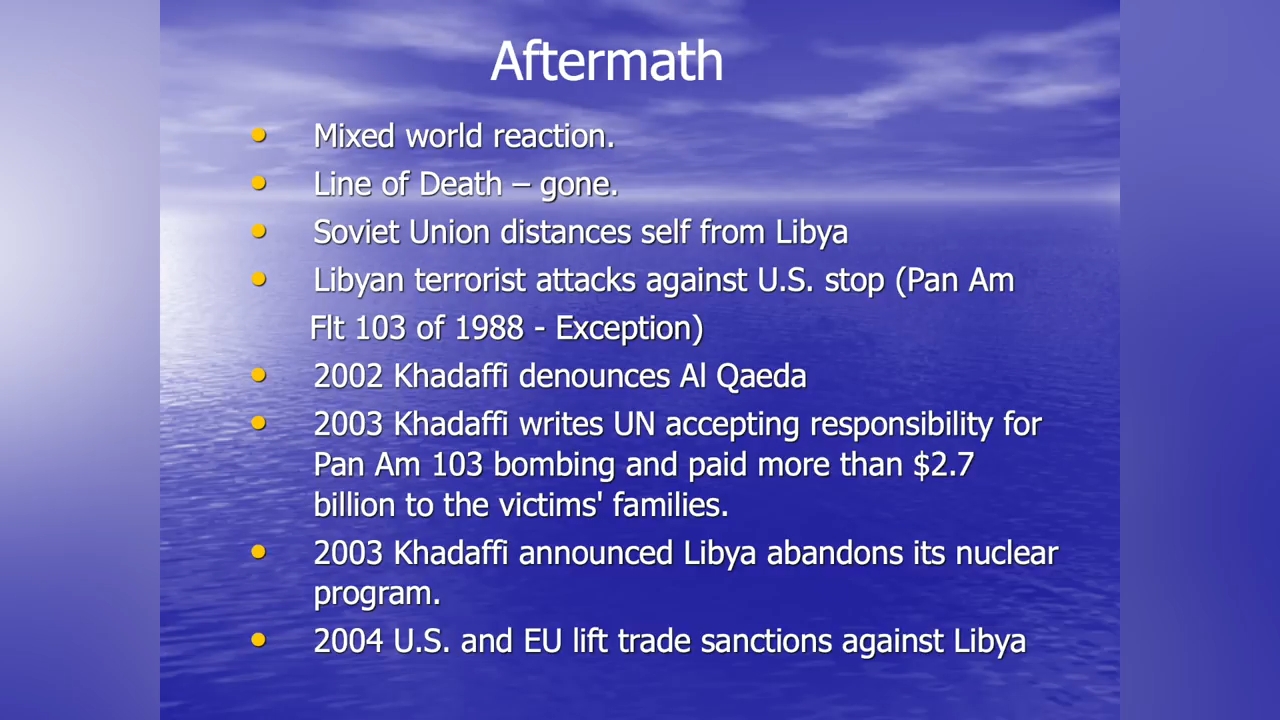 Aftermath
Mixed world reaction.
Line of Death – gone.
Soviet Union distances self from Libya
Libyan terrorist attacks against U.S. stop (Pan Am
Flt 103 of 1988 - Exception)
2002 Khadaffi denounces Al Qaeda
2003 Khadaffi writes UN accepting responsibility for
Pan Am 103 bombing and paid more than $2.7
billion to the victims' families.
2003 Khadaffi announced Libya abandons its nuclear
program.
2004 U.S. and EU lift trade sanctions against Libya